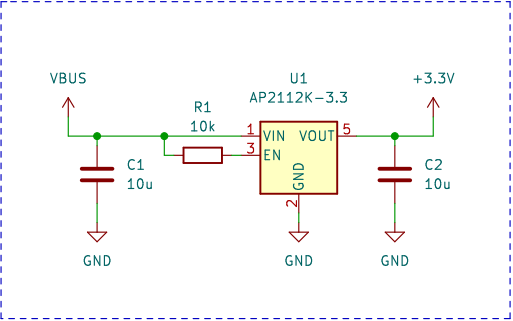 VBUS
U1
+3.3V
AP2112K-3.3
R1
10k
1
VIN
VOUT
5
3
EN
C1
10u
GND
C2
10u
2
GND
GND
GND